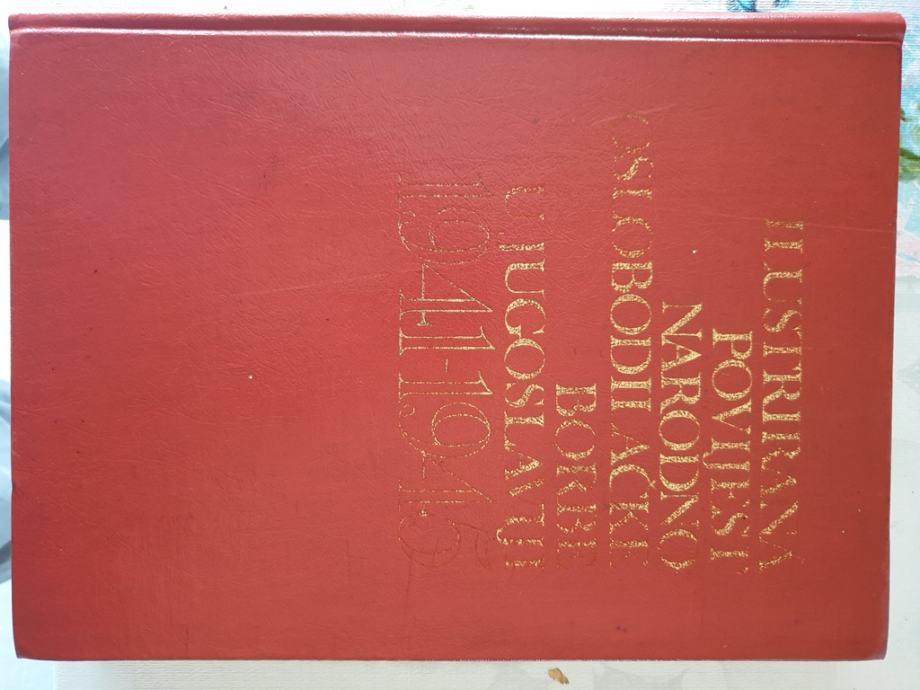 ILUSTRIRANA
POVIJEST
NARODNO
OSLOBODILAČKE
BORBE
U JUGOSLAVIJI
1941-1945